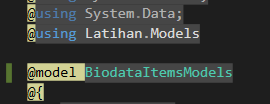 @using System.Data;
@using Latihan.Models
@model BiodataItemsModels
@{